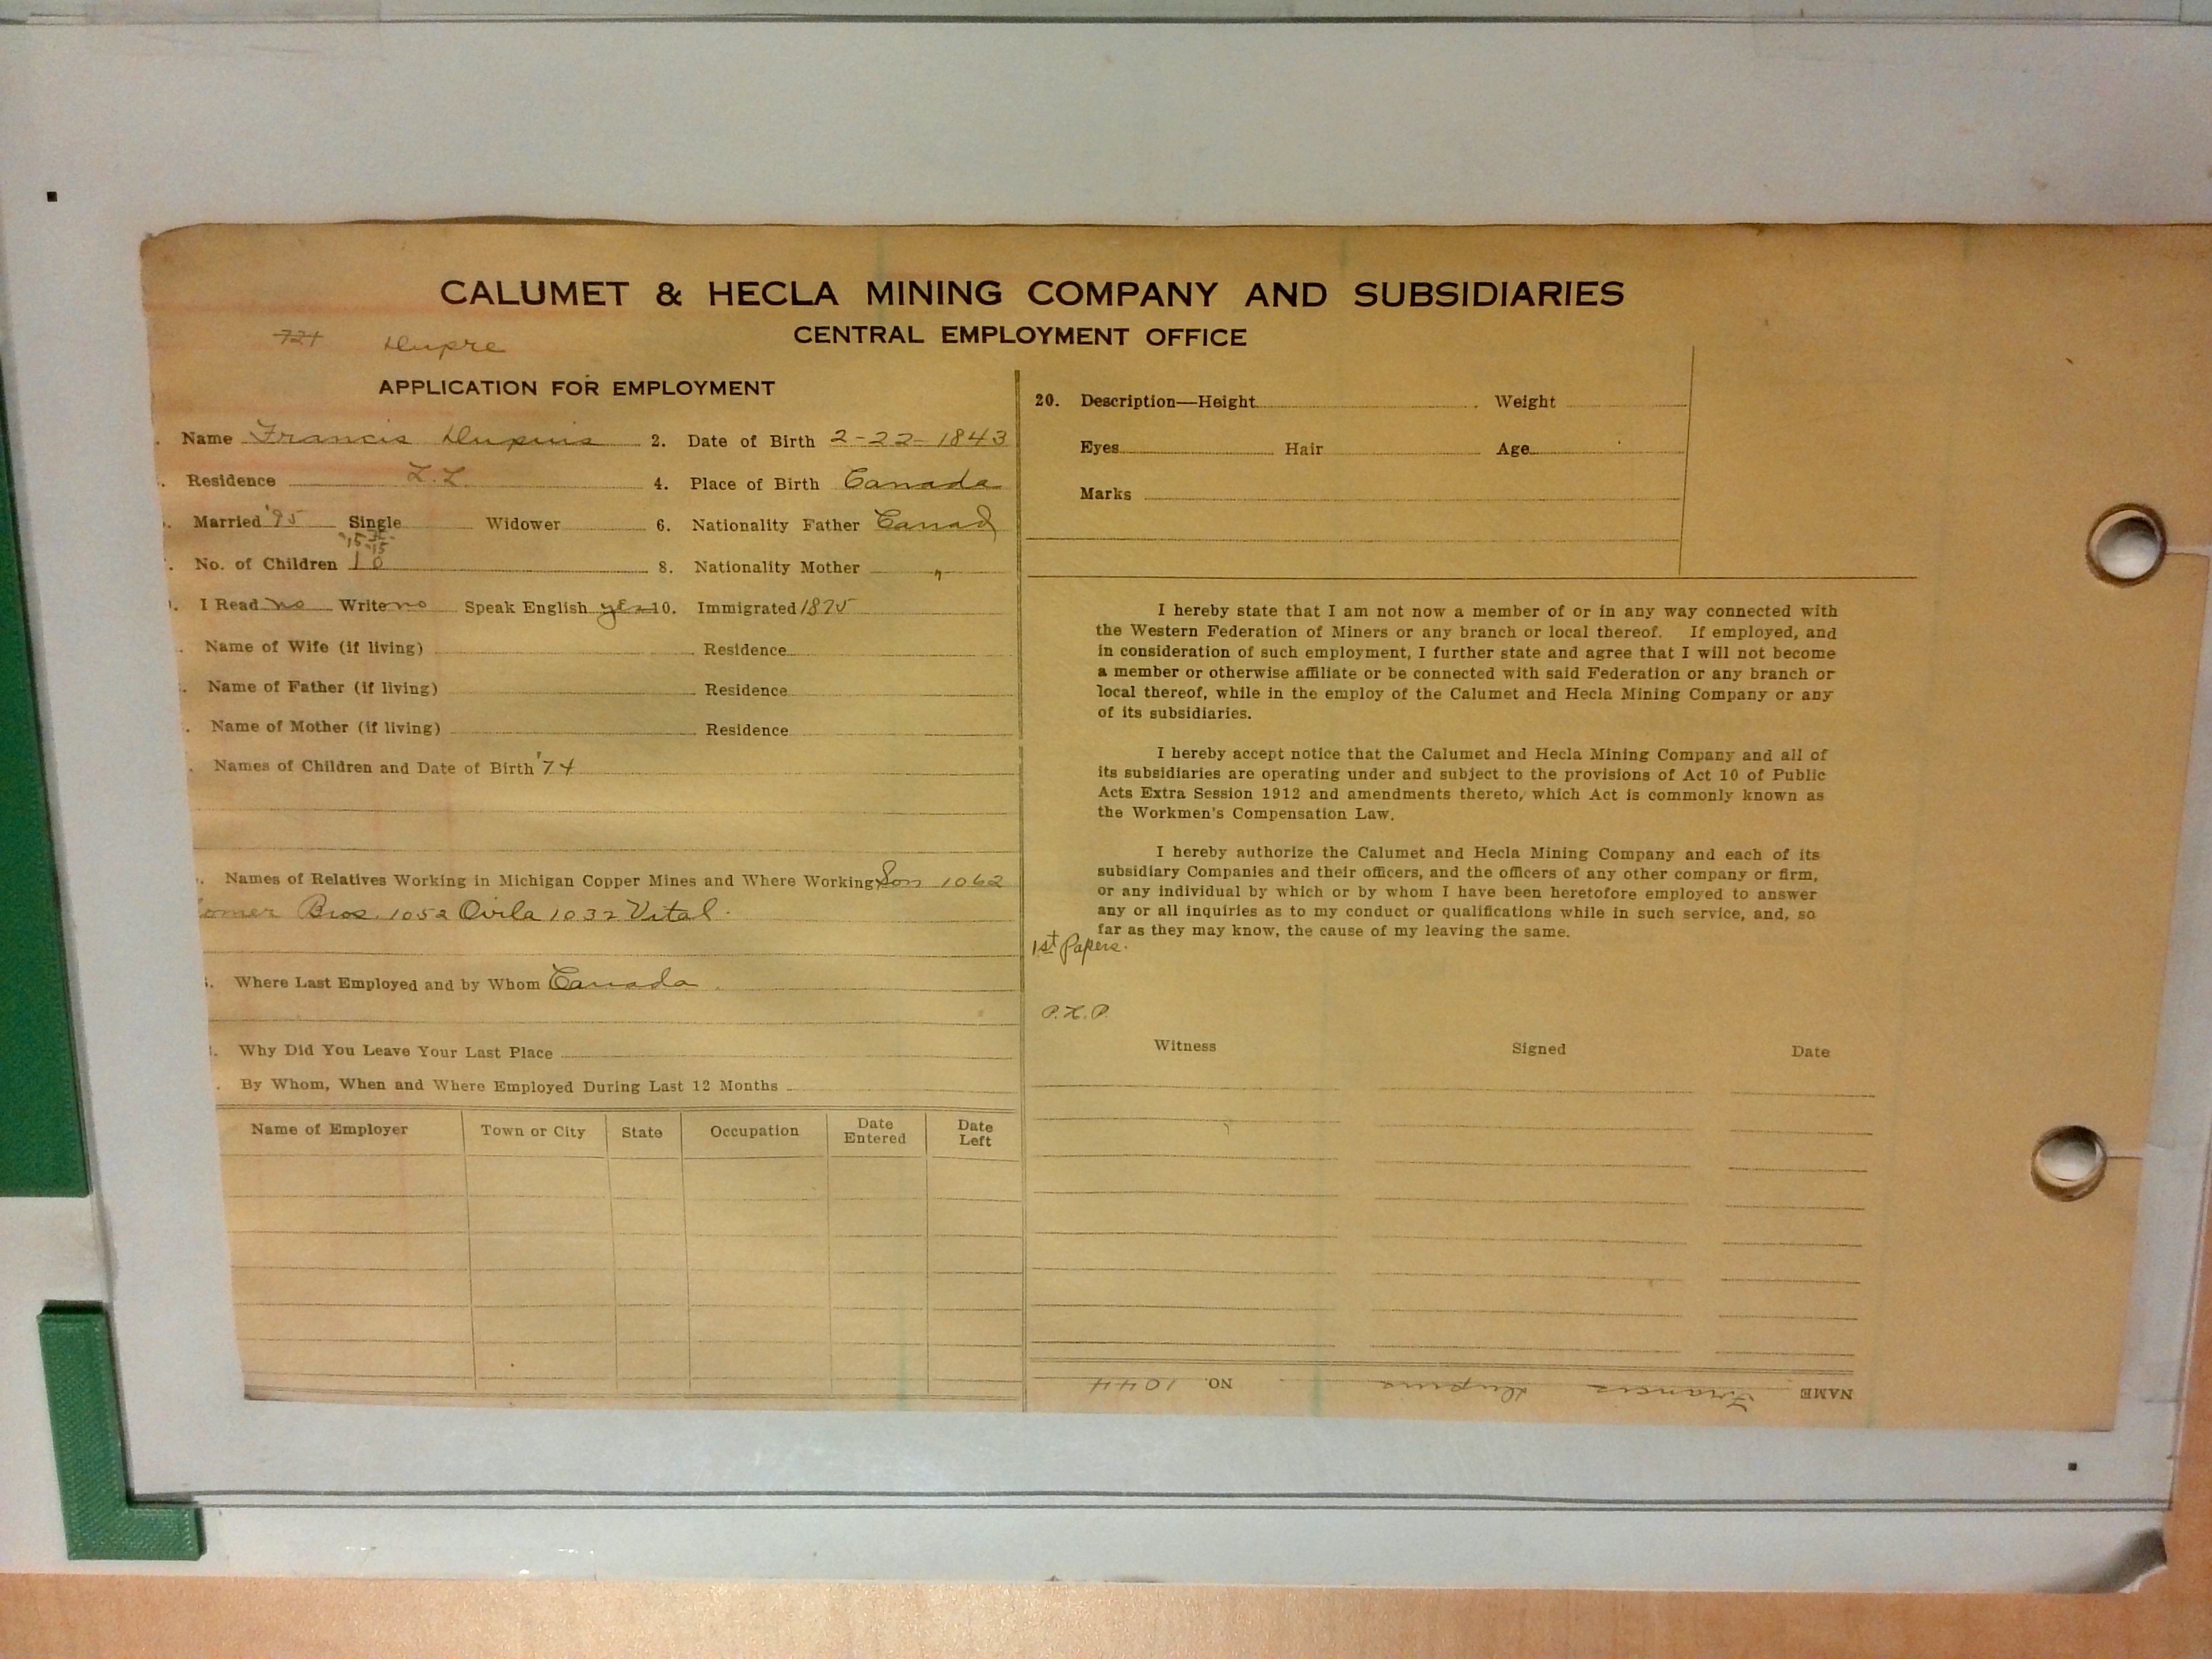 CALUMET & HECLA MINING COMPANY AND SUBSIDIARIES
CENTRAL EMPLOYMENT OFFICE
721 Dupre
APPLICATION FOR EMPLOYMENT
Name Francis Dupuis 2. Date of Birth 2-22-1843
Residence L.L. 4. Place of Birth Canada
Married '95 Single Widower 6. Nationality Father Canad
No. of Children 10 8. Nationality Mother "
I Read no Write no Speak English yes 10. Immigrated 1875
Name of Wife (if living) Residence
Name of Father (if living) Residence
Name of Mother (if living) Residence
Names of Children and Date of Birth '74
Names of Relatives Working in Michigan Copper Mines and Where Working Son 1062
Bros. 1052 Ovila 1032 Vital.
Where Last Employed and by Whom Canada
Why Did You Leave Your Last Place
By Whom, When and Where Employed During Last 12 Months
Name of Employer Town or City State Occupation Date Entered Date Left
20. Description—Height Weight
Eyes Hair Age
Marks
I hereby state that I am not now a member of or in any way connected with
the Western Federation of Miners or any branch or local thereof. If employed, and
in consideration of such employment, I further state and agree that I will not become
a member or otherwise affiliate or be connected with said Federation or any branch or
local thereof, while in the employ of the Calumet and Hecla Mining Company or any
of its subsidiaries.
I hereby accept notice that the Calumet and Hecla Mining Company and all of
its subsidiaries are operating under and subject to the provisions of Act 10 of Public
Acts Extra Session 1912 and amendments thereto, which Act is commonly known as
the Workmen's Compensation Law.
I hereby authorize the Calumet and Hecla Mining Company and each of its
subsidiary Companies and their officers, and the officers of any other company or firm,
or any individual by which or by whom I have been heretofore employed to answer
any or all inquiries as to my conduct or qualifications while in such service, and, so
far as they may know, the cause of my leaving the same.
1st Papers.
Witness Signed Date
NAME Francis Dupuis NO. 1044